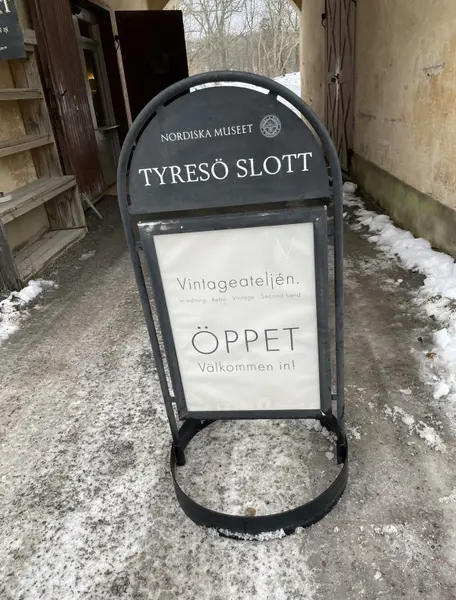 NORDISKA MUSEET
TYRESÖ SLOTT
Vintageateljén.
Inredning Retro Vintage Second hand
ÖPPET
Välkommen in!